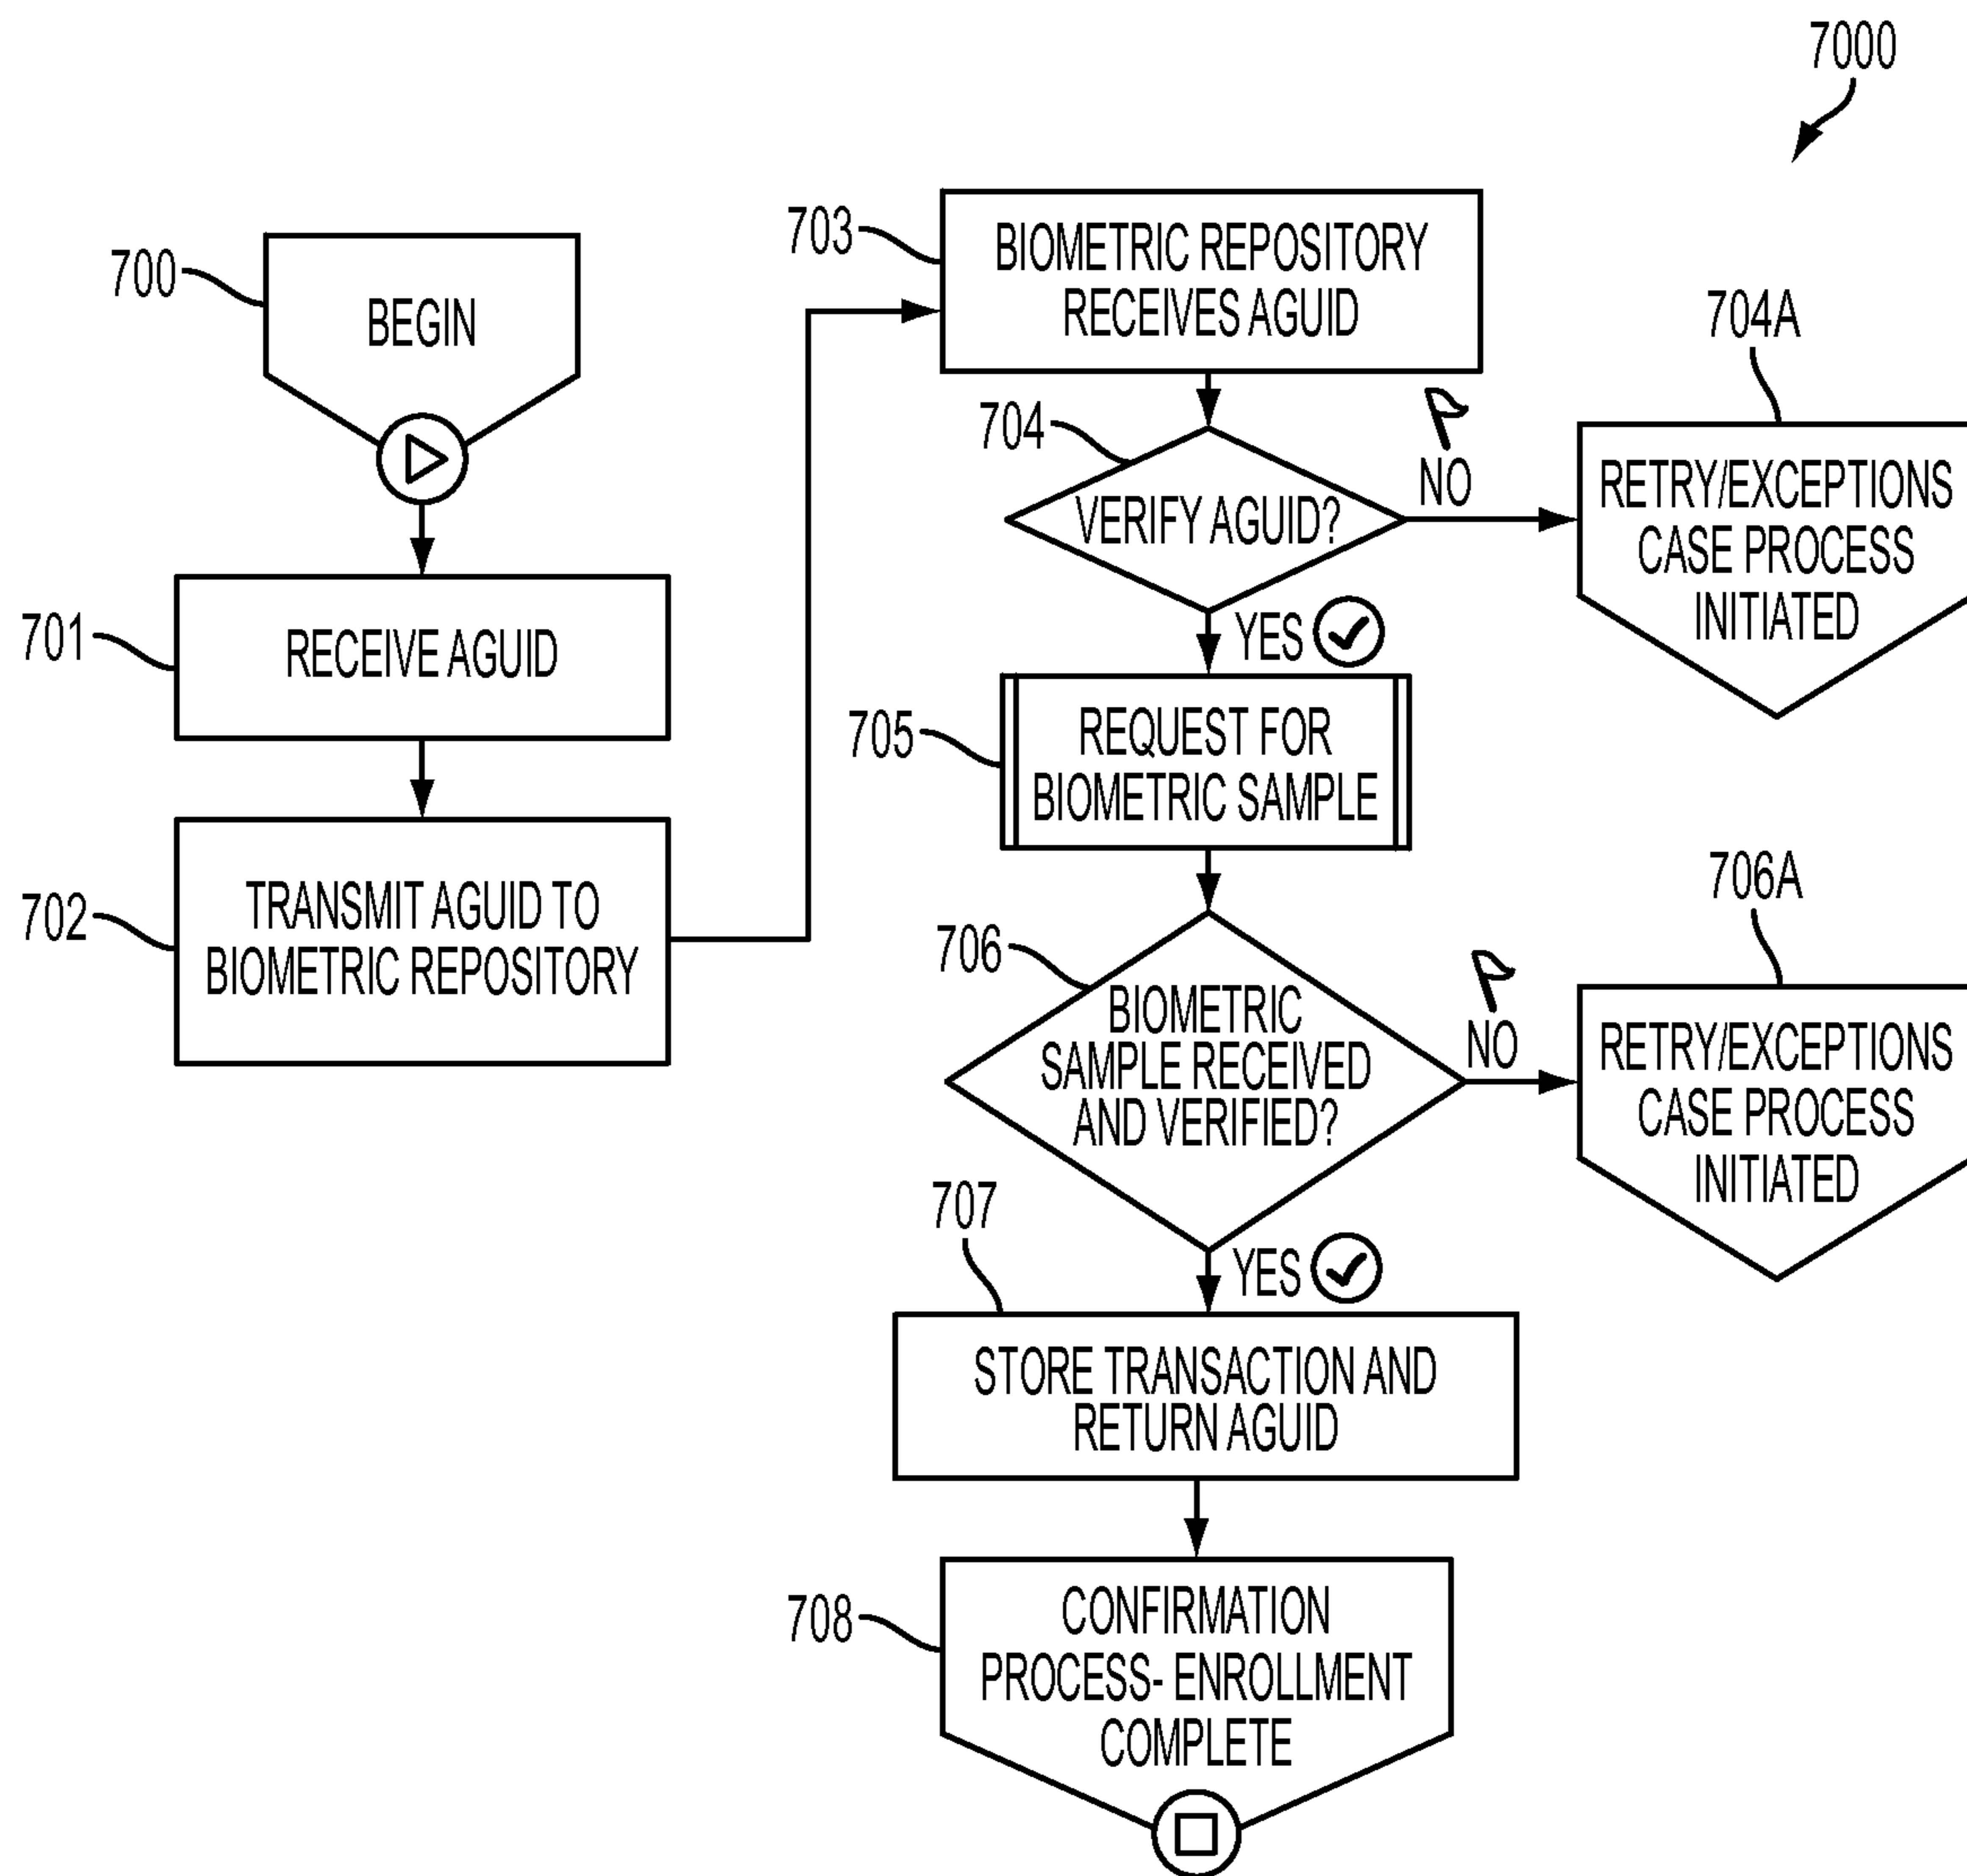 7000
700
BEGIN
701
RECEIVE AGUID
702
TRANSMIT AGUID TO
BIOMETRIC REPOSITORY
703
BIOMETRIC REPOSITORY
RECEIVES AGUID
704
VERIFY AGUID?
NO
704A
RETRY/EXCEPTIONS
CASE PROCESS
INITIATED
YES
705
REQUEST FOR
BIOMETRIC SAMPLE
706
BIOMETRIC
SAMPLE RECEIVED
AND VERIFIED?
NO
706A
RETRY/EXCEPTIONS
CASE PROCESS
INITIATED
YES
707
STORE TRANSACTION AND
RETURN AGUID
708
CONFIRMATION
PROCESS- ENROLLMENT
COMPLETE